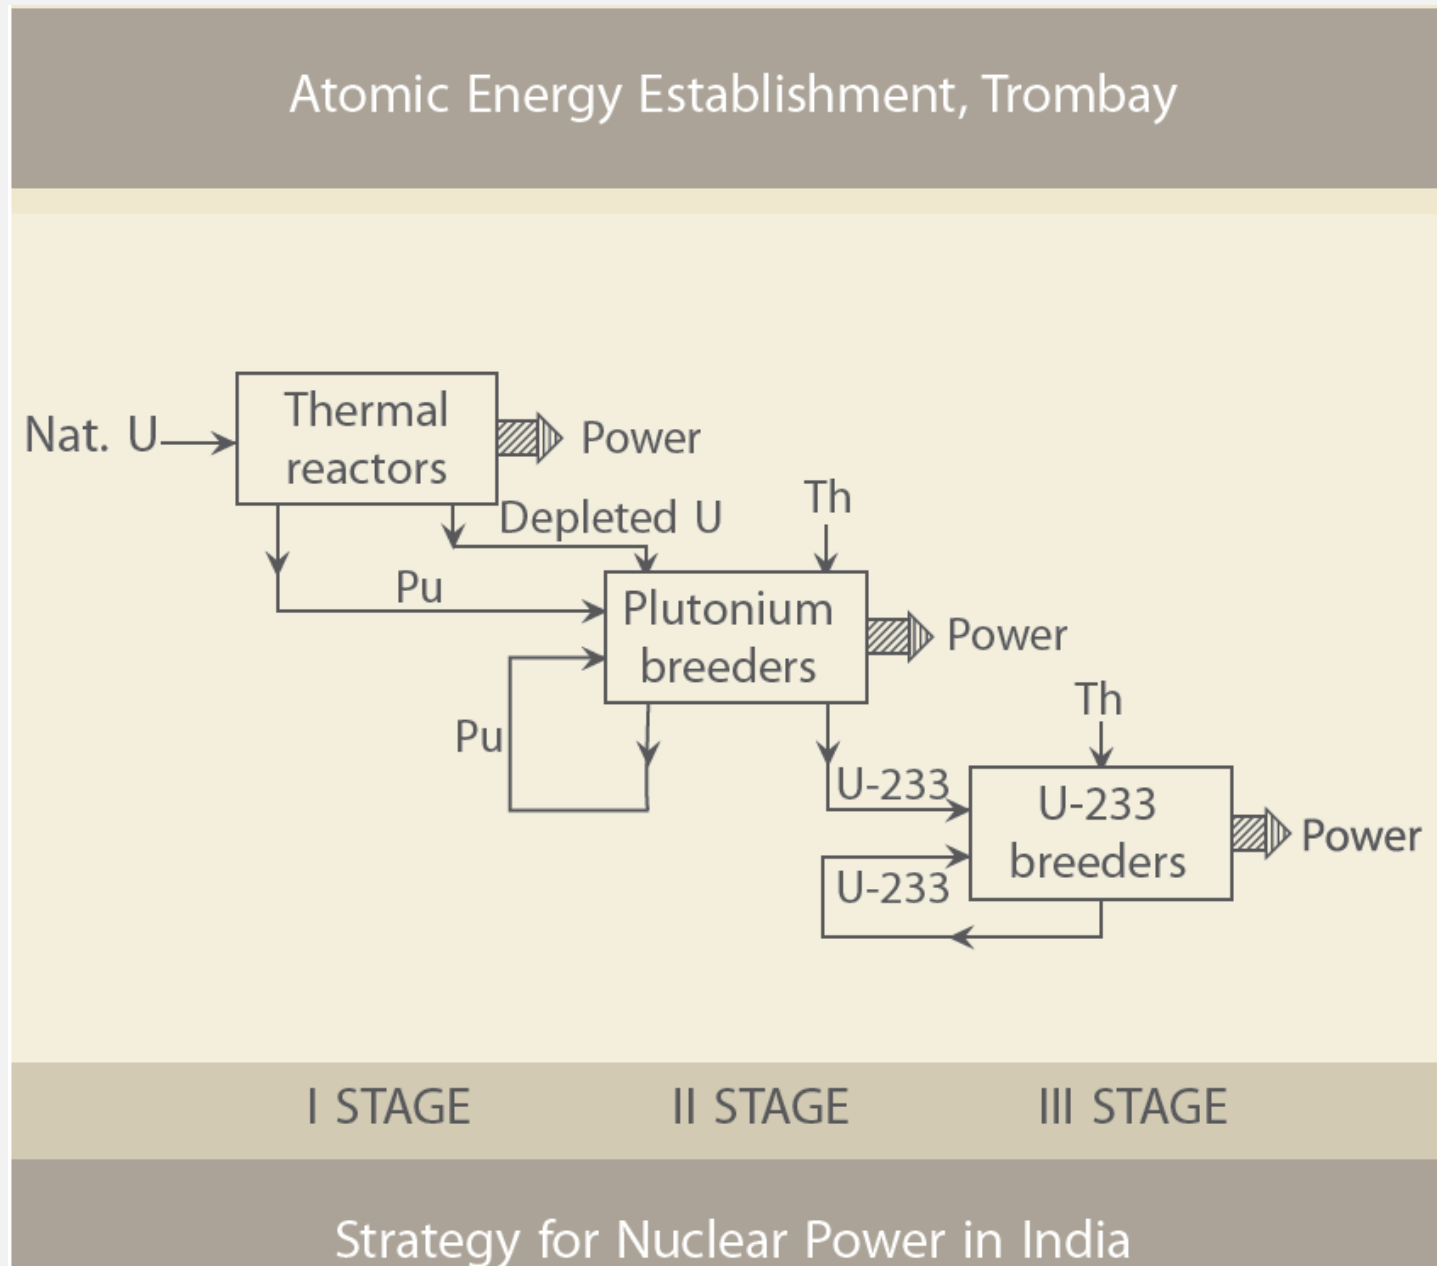 Atomic Energy Establishment, Trombay
Nat. U
Thermal
reactors
Power
Depleted U
Th
Pu
Plutonium
breeders
Power
Pu
Th
U-233
U-233
breeders
Power
U-233
I STAGE
II STAGE
III STAGE
Strategy for Nuclear Power in India